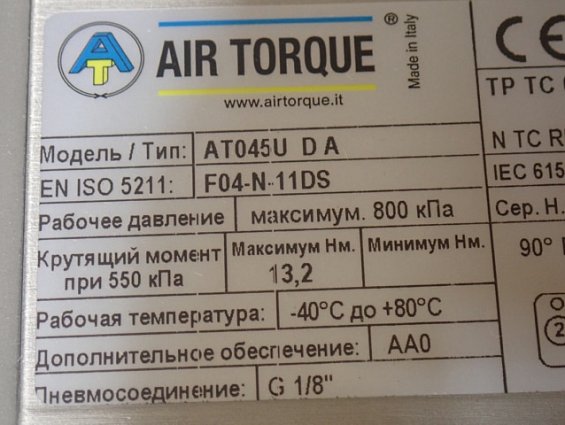 AT
AIR TORQUE ®
Made in Italy
www.airtorque.it
CE
TP TC
Модель / Тип: AT045U D A
N TC R
EN ISO 5211: F04-N-11DS
IEC 615
Рабочее давление максимум. 800 кПа
Сер. Н.
Крутящий момент при 550 кПа
Максимум Нм. Минимум Нм.
13,2
90°
Рабочая температура: -40°C до +80°C
Дополнительное обеспечение: AA0
2
Пневмосоединение: G 1/8"